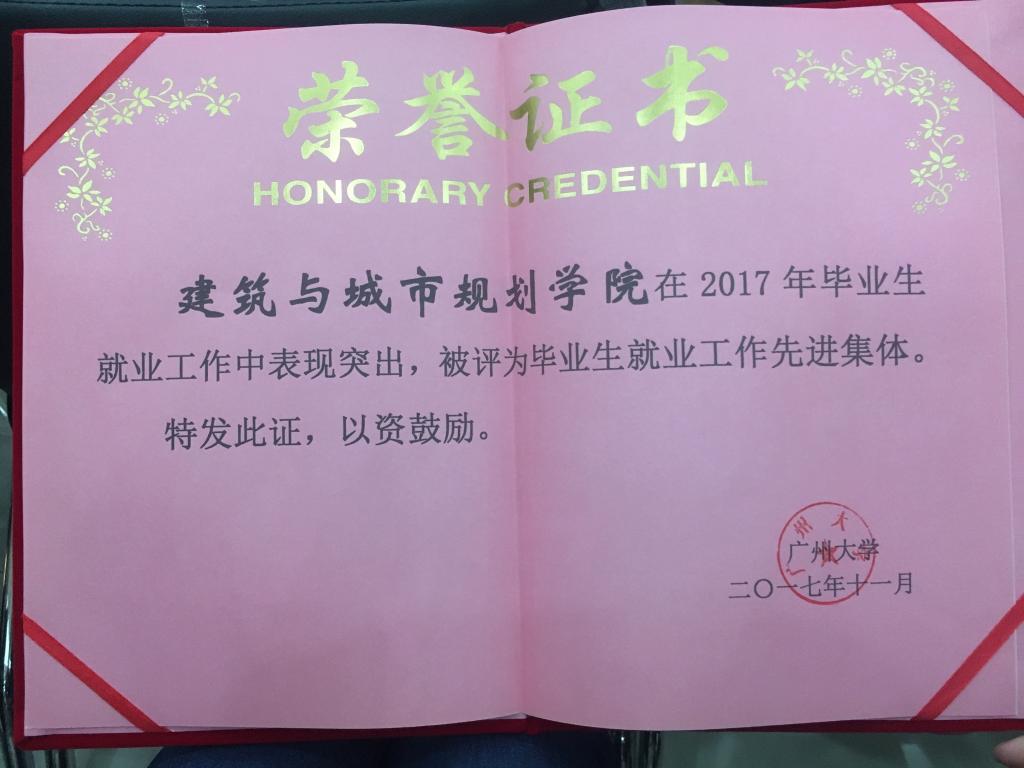 荣誉证书
HONORARY CREDENTIAL
建筑与城市规划学院在 2017 年毕业生
就业工作中表现突出，被评为毕业生就业工作先进集体。
特发此证，以资鼓励。
广州大学
二〇一七年十一月